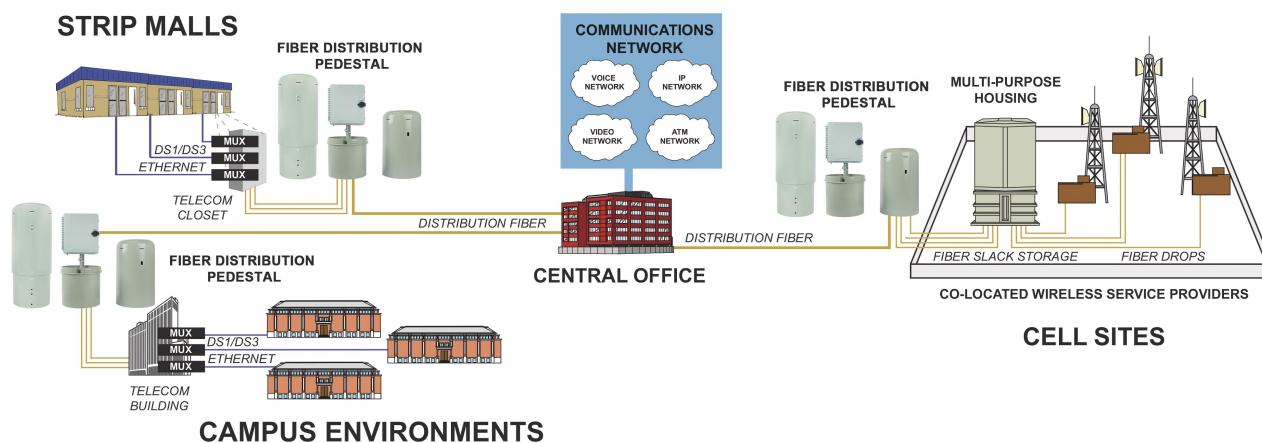 STRIP MALLS
FIBER DISTRIBUTION
PEDESTAL
MUX
DS1/DS3
MUX
ETHERNET
MUX
TELECOM
CLOSET
DISTRIBUTION FIBER
COMMUNICATIONS
NETWORK
VOICE
NETWORK
IP
NETWORK
VIDEO
NETWORK
ATM
NETWORK
CENTRAL OFFICE
DISTRIBUTION FIBER
FIBER DISTRIBUTION
PEDESTAL
MULTI-PURPOSE
HOUSING
FIBER SLACK STORAGE
FIBER DROPS
CO-LOCATED WIRELESS SERVICE PROVIDERS
CELL SITES
FIBER DISTRIBUTION
PEDESTAL
MUX
DS1/DS3
MUX
ETHERNET
MUX
TELECOM
BUILDING
CAMPUS ENVIRONMENTS